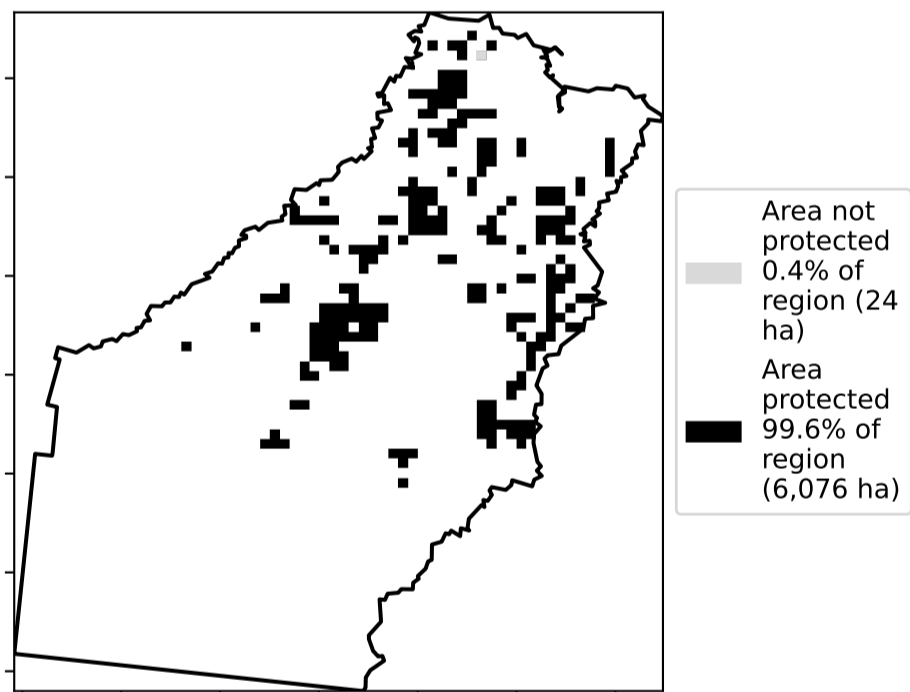 Area not
protected
0.4% of
region (24
ha)
Area
protected
99.6% of
region
(6,076 ha)